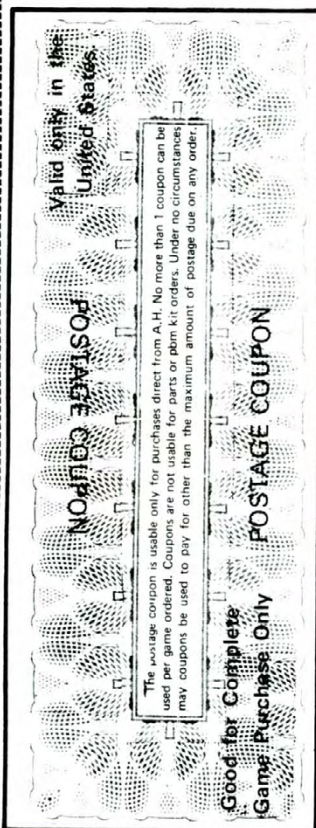 Valid only in the
United States
POSTAGE COUPON
The postage coupon is usable only for purchases direct from A.H. No more than 1 coupon can be
used per game ordered. Coupons are not usable for parts or pbm kit orders. Under no circumstances
may coupons be used to pay for other than the maximum amount of postage due on any order.
Good for Complete
Game Purchase Only
POSTAGE COUPON